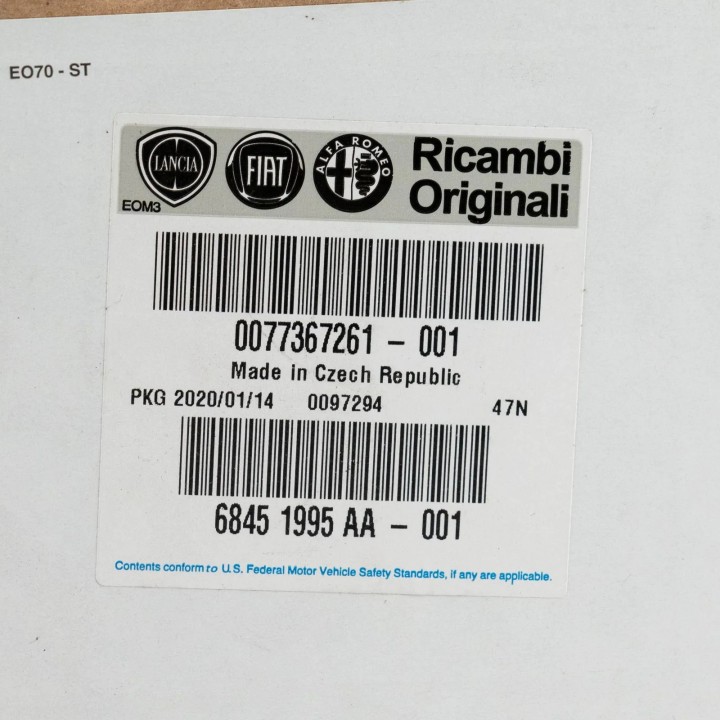 EO70 - ST
LANCIA FIAT ALFA ROMEO Ricambi
Originali
EOM3
0077367261 - 001
Made in Czech Republic
PKG 2020/01/14 0097294 47N
6845 1995 AA - 001
Contents conform to U.S. Federal Motor Vehicle Safety Standards, if any are applicable.